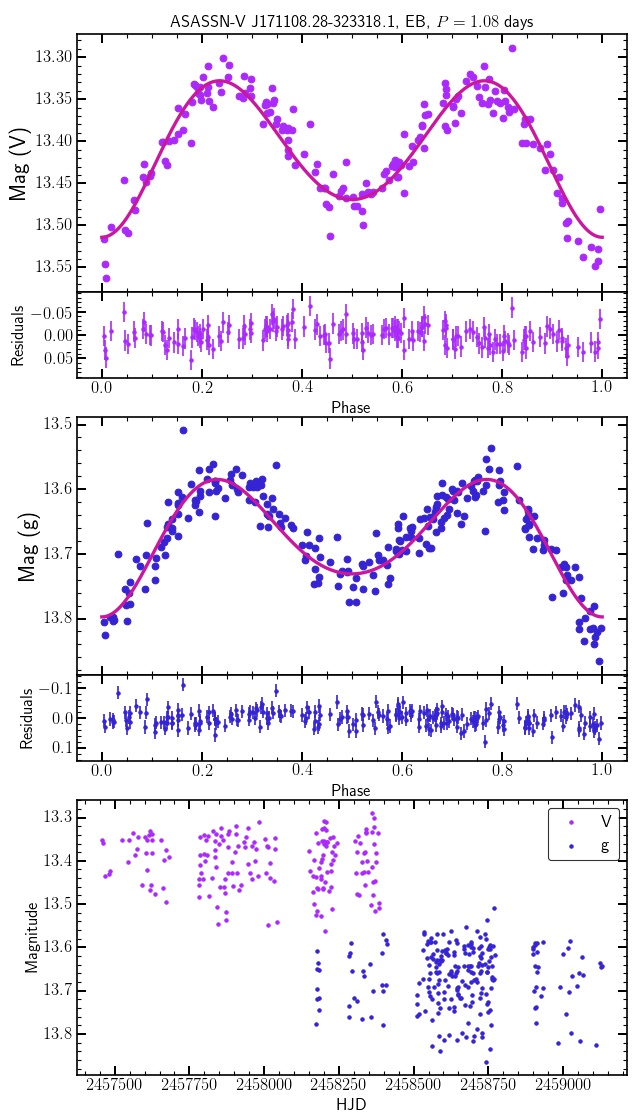 ASASSN-V J171108.28-323318.1, EB, P = 1.08 days
Mag (V)
13.30
13.35
13.40
13.45
13.50
13.55
Residuals
−0.05
0.00
0.05
0.0 0.2 0.4 0.6 0.8 1.0
Phase
Mag (g)
13.5
13.6
13.7
13.8
Residuals
−0.1
0.0
0.1
0.0 0.2 0.4 0.6 0.8 1.0
Phase
Magnitude
13.3
13.4
13.5
13.6
13.7
13.8
V
g
2457500 2457750 2458000 2458250 2458500 2458750 2459000
HJD